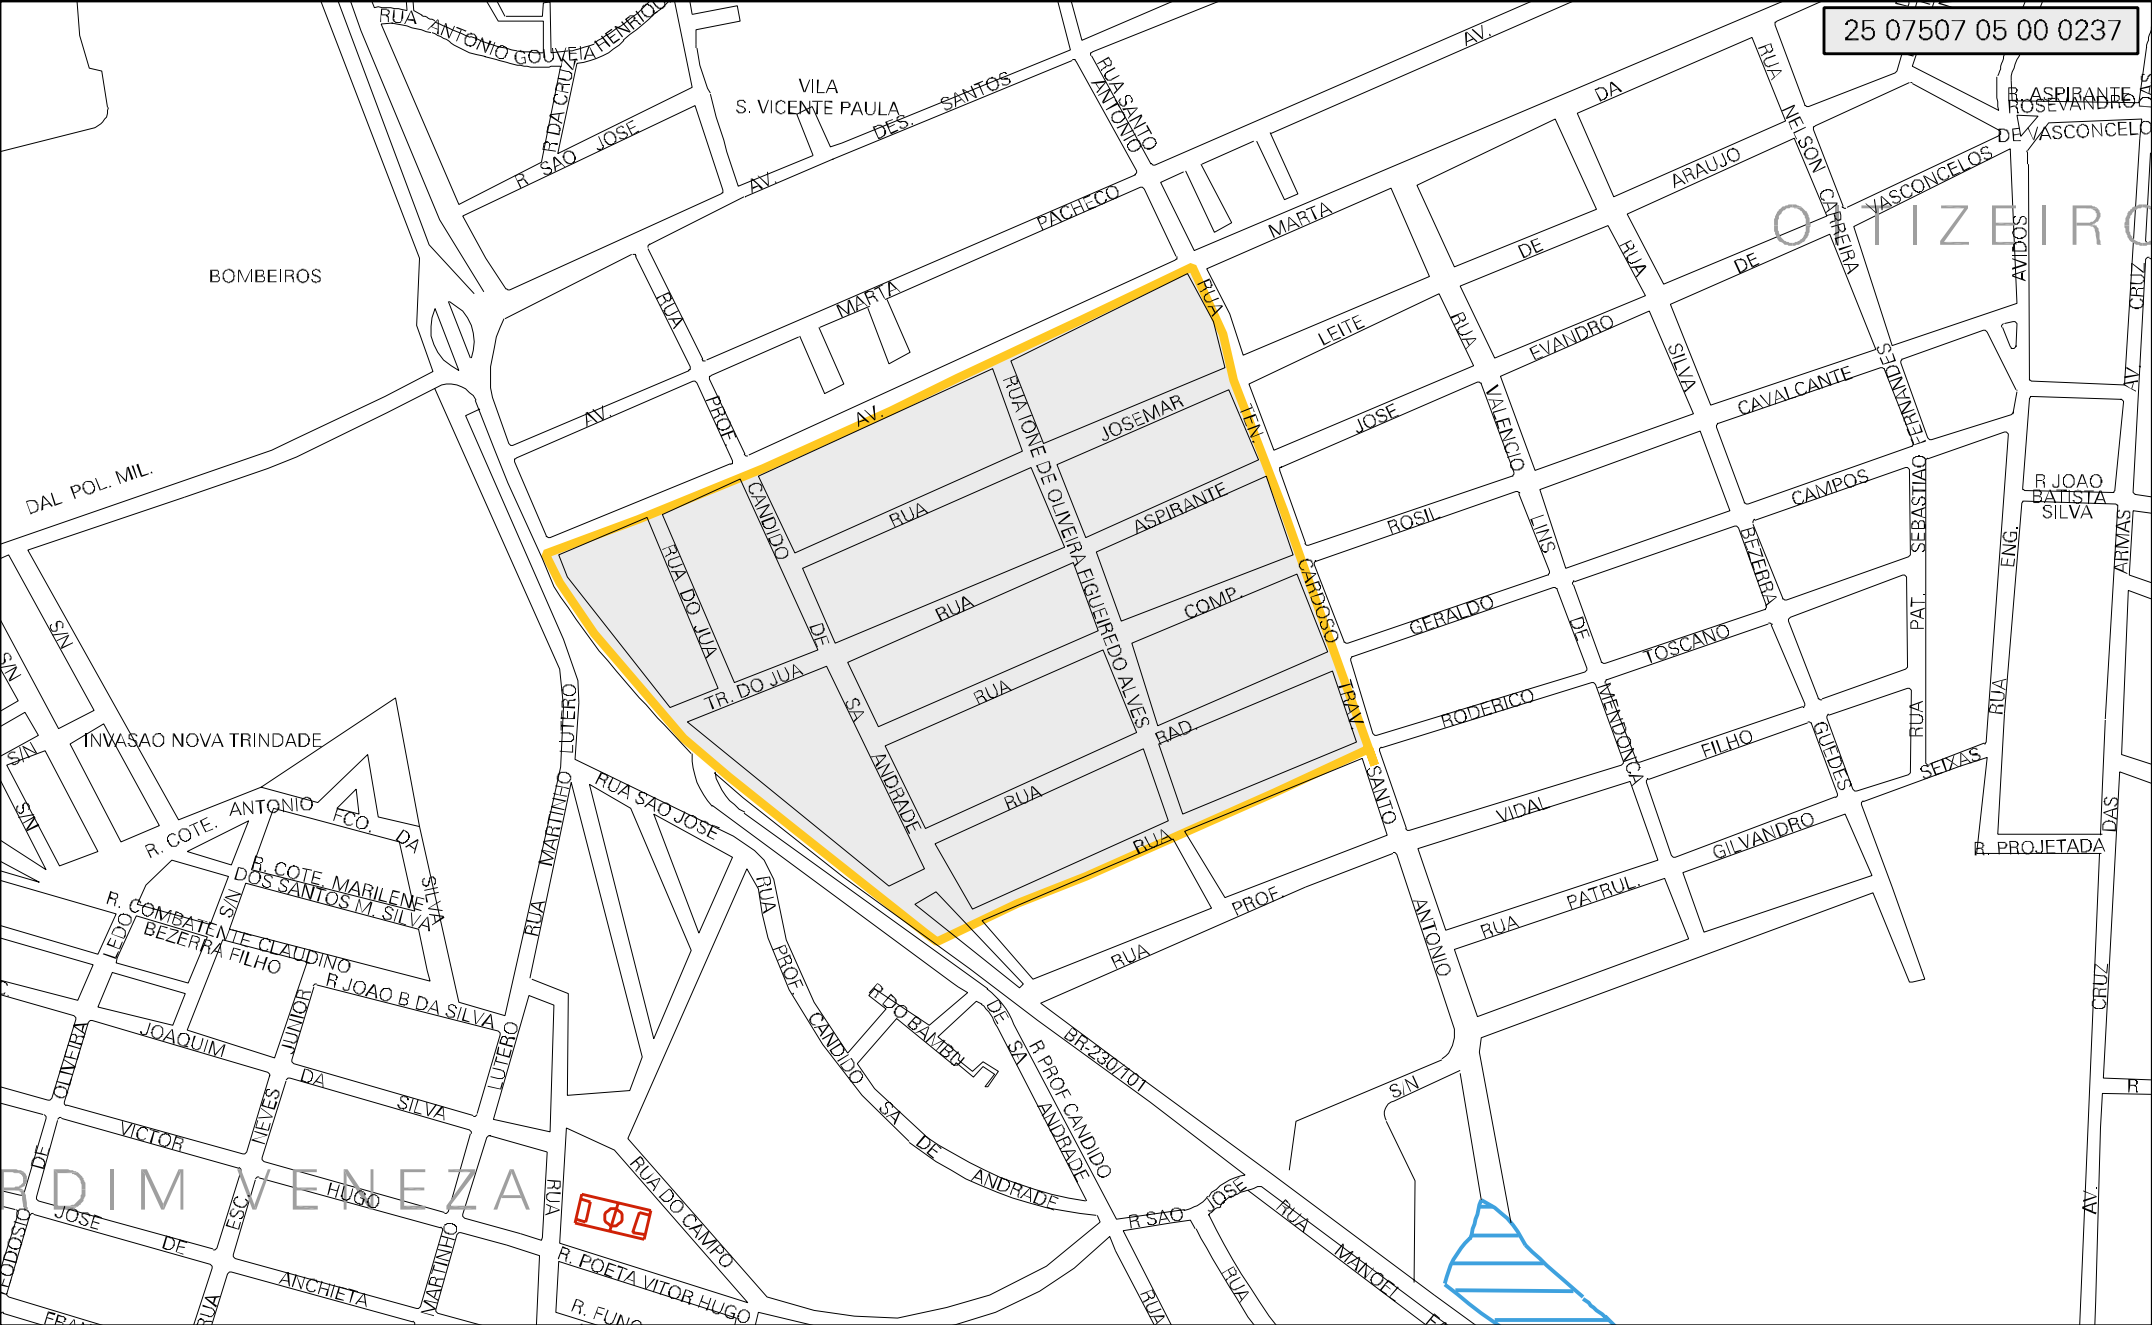 25 07507 05 00 0237
RUA ANTONIO GOUVEIA HENRIQU
R DA CRUZ
VILA
S. VICENTE PAULA
R SAO JOSE
AV. DES. SANTOS
RUA SANTO
ANTONIO
AV.
DA
RUA NELSON CARREIRA FERNANDES
R. ASPIRANTE
ROSEVANDRO
DE VASCONCELO
DAS
CRUZ
AV.
OITIZEIRO
AVIDOS
BOMBEIROS
AV. MARTA PACHECO
AV. MARTA DA
RUA PROF CANDIDO DE SA ANDRADE
RUA IONE DE OLIVEIRA FIGUEIREDO ALVES
RUA TEN. CARDOSO TRAV.
RUA JOSEMAR LEITE DE ARAUJO
RUA ASPIRANTE JOSE EVANDRO DE VASCONCELOS
RUA COMP. ROSIL CAVALCANTE
RUA RAD. GERALDO CAMPOS
RUA RODERICO TOSCANO
RUA PROF. VIDAL FILHO
RUA PATRUL. GILVANDRO SEIXAS
RUA VALENCIO LINS DE MENDONCA
RUA SILVA BEZERRA GUEDES
RUA PAT. SEBASTIAO
RUA ENG.
R JOAO
BATISTA
SILVA
AV. CRUZ DAS ARMAS
R. PROJETADA
R
RUA DO JUA
TR. DO JUA
SANTO ANTONIO
DAL POL. MIL.
S/N
S/N
S/N
S/N
INVASAO NOVA TRINDADE
R. COTE. ANTONIO FCO. DA SILVA
R. COTE. MARILENE
DOS SANTOS M. SILVA
S/N
R. COMBATENTE CLAUDINO
BEZERRA FILHO
LEDO
R JOAO B DA SILVA
RUA MARTINHO LUTERO
RUA SAO JOSE
RUA PROF. CANDIDO SA DE ANDRADE
R DO BAMBU
DE SA ANDRADE
R PROF CANDIDO
BR-230/101
S/N
JOAQUIM DA SILVA
JUNIOR
NEVES
ESC.
RUA
OLIVEIRA
DE
LUTERO
MARTINHO
RUA
VICTOR HUGO
RDIM VENEZA
JOSE DE ANCHIETA
RUA DO CAMPO
R. POETA VITOR HUGO
R. FUNC
R SAO JOSE
RUA
RUA
RUA MANOEL